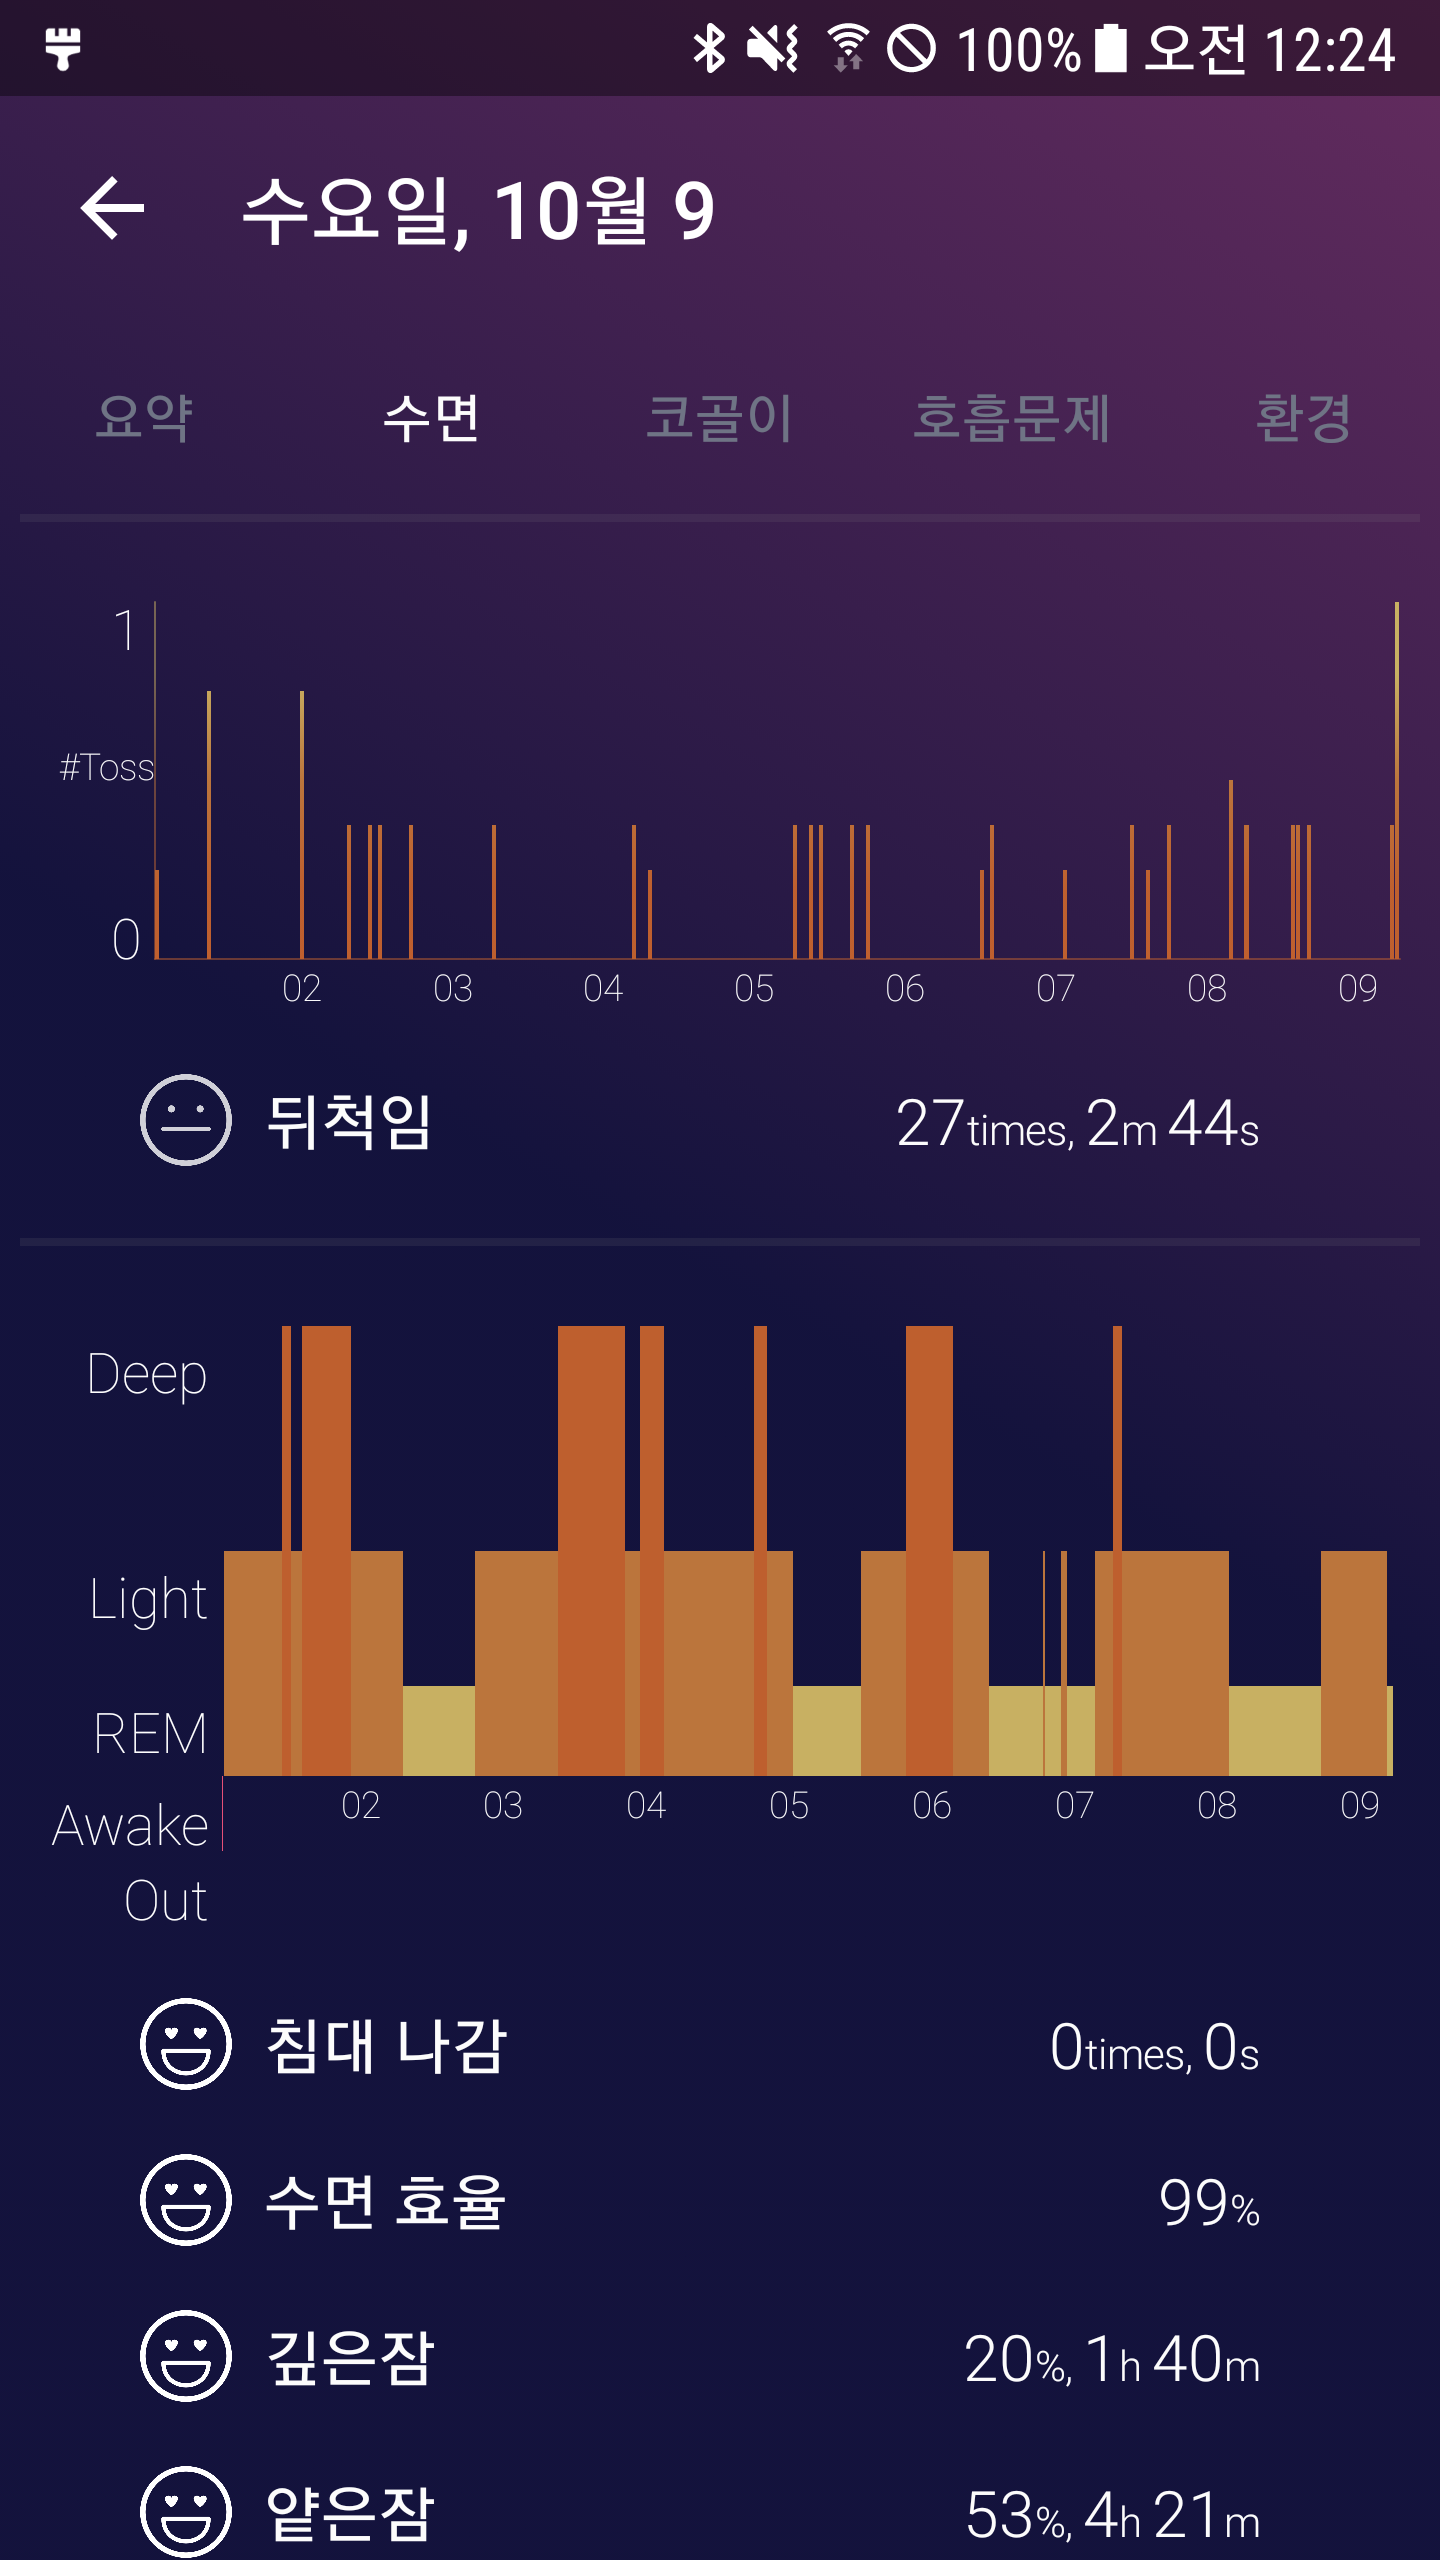 100% 오전 12:24
수요일, 10월 9
요약 수면 코골이 호흡문제 환경
1
#Toss
0
02 03 04 05 06 07 08 09
뒤척임 27times, 2m 44s
Deep
Light
REM
02 03 04 05 06 07 08 09
Awake
Out
침대 나감 0times, 0s
수면 효율 99%
깊은잠 20%, 1h 40m
얕은잠 53%, 4h 21m